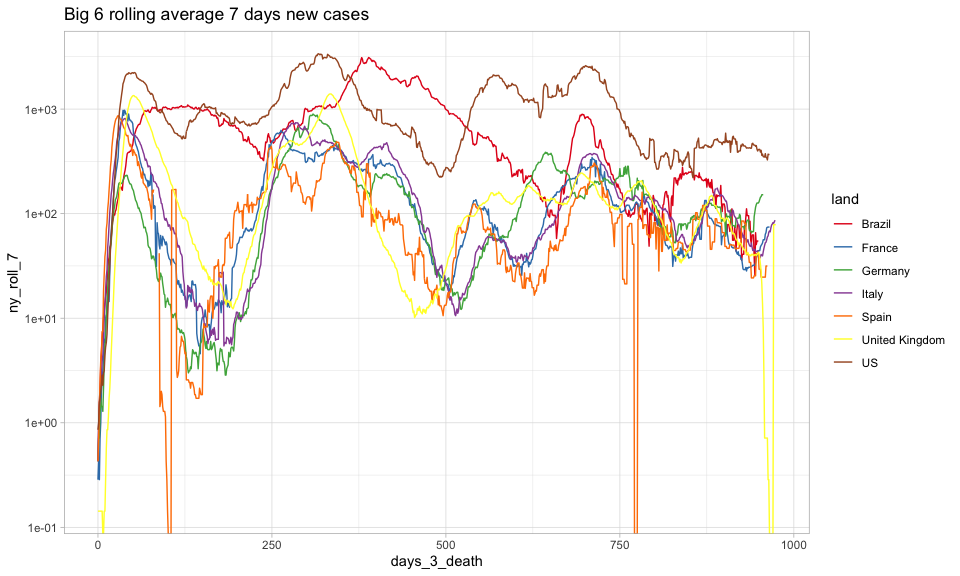 Big 6 rolling average 7 days new cases
ny_roll_7
1e+03
1e+02
1e+01
1e+00
1e-01
0
250
500
750
1000
days_3_death
land
Brazil
France
Germany
Italy
Spain
United Kingdom
US